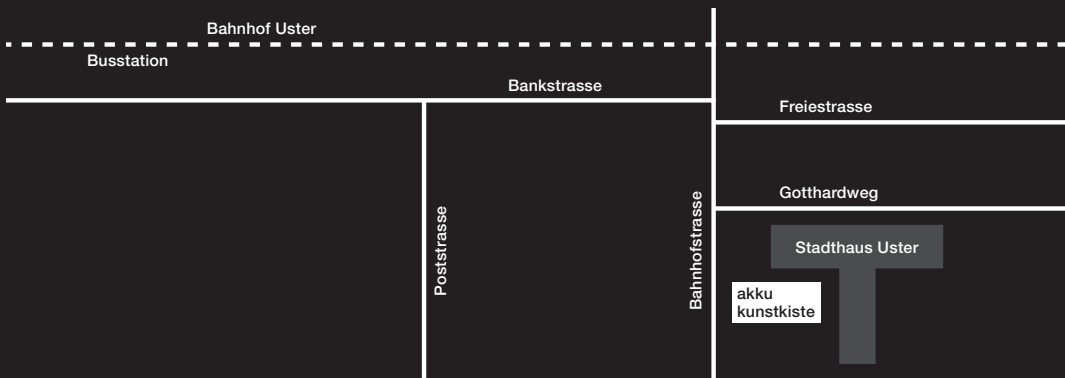 Bahnhof Uster
Busstation
Bankstrasse
Freiestrasse
Gotthardweg
Poststrasse
Bahnhofstrasse
Stadthaus Uster
akku
kunstkiste